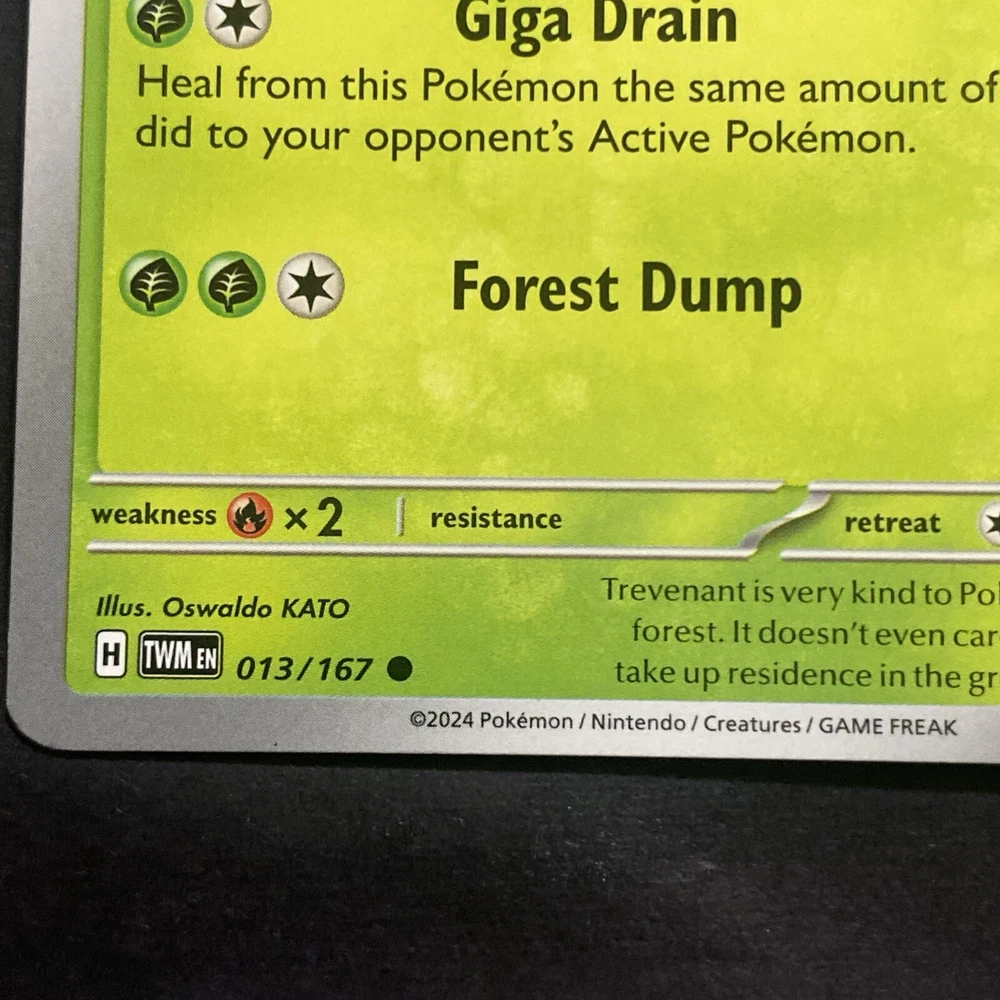 Giga Drain
Heal from this Pokémon the same amount of
did to your opponent's Active Pokémon.
Forest Dump
weakness ×2 resistance retreat
Illus. Oswaldo KATO
Trevenant is very kind to
forest. It doesn't even
take up residence in the
H TWM EN 013/167
©2024 Pokémon / Nintendo / Creatures / GAME FREAK